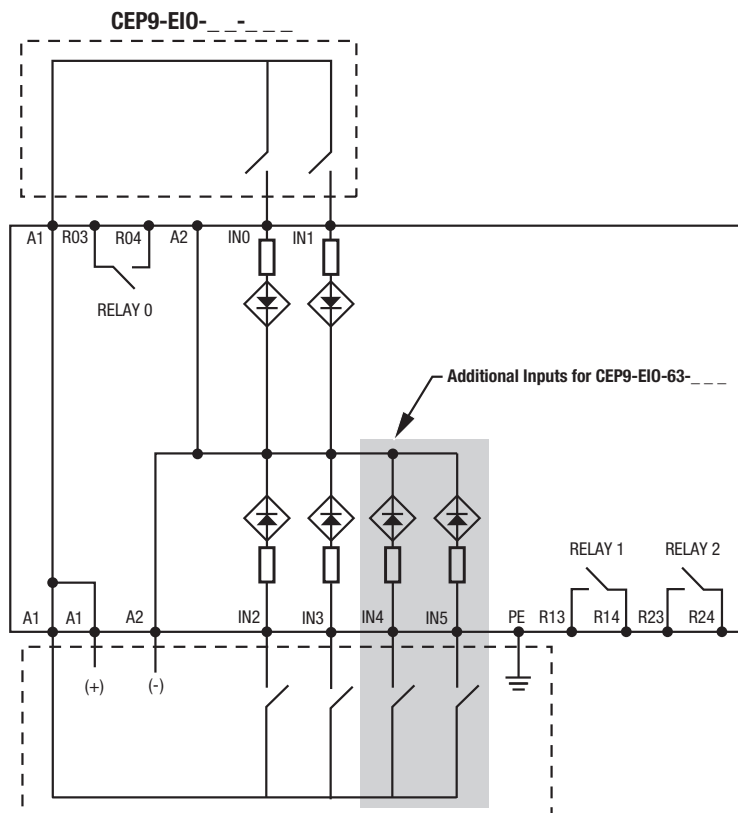 CEP9-EIO-_ _-_ _ _
A1 R03 R04 A2 IN0 IN1
RELAY 0
Additional Inputs for CEP9-EIO-63-_ _ _
RELAY 1 RELAY 2
A1 A1 A2 IN2 IN3 IN4 IN5 PE R13 R14 R23 R24
(+) (-)